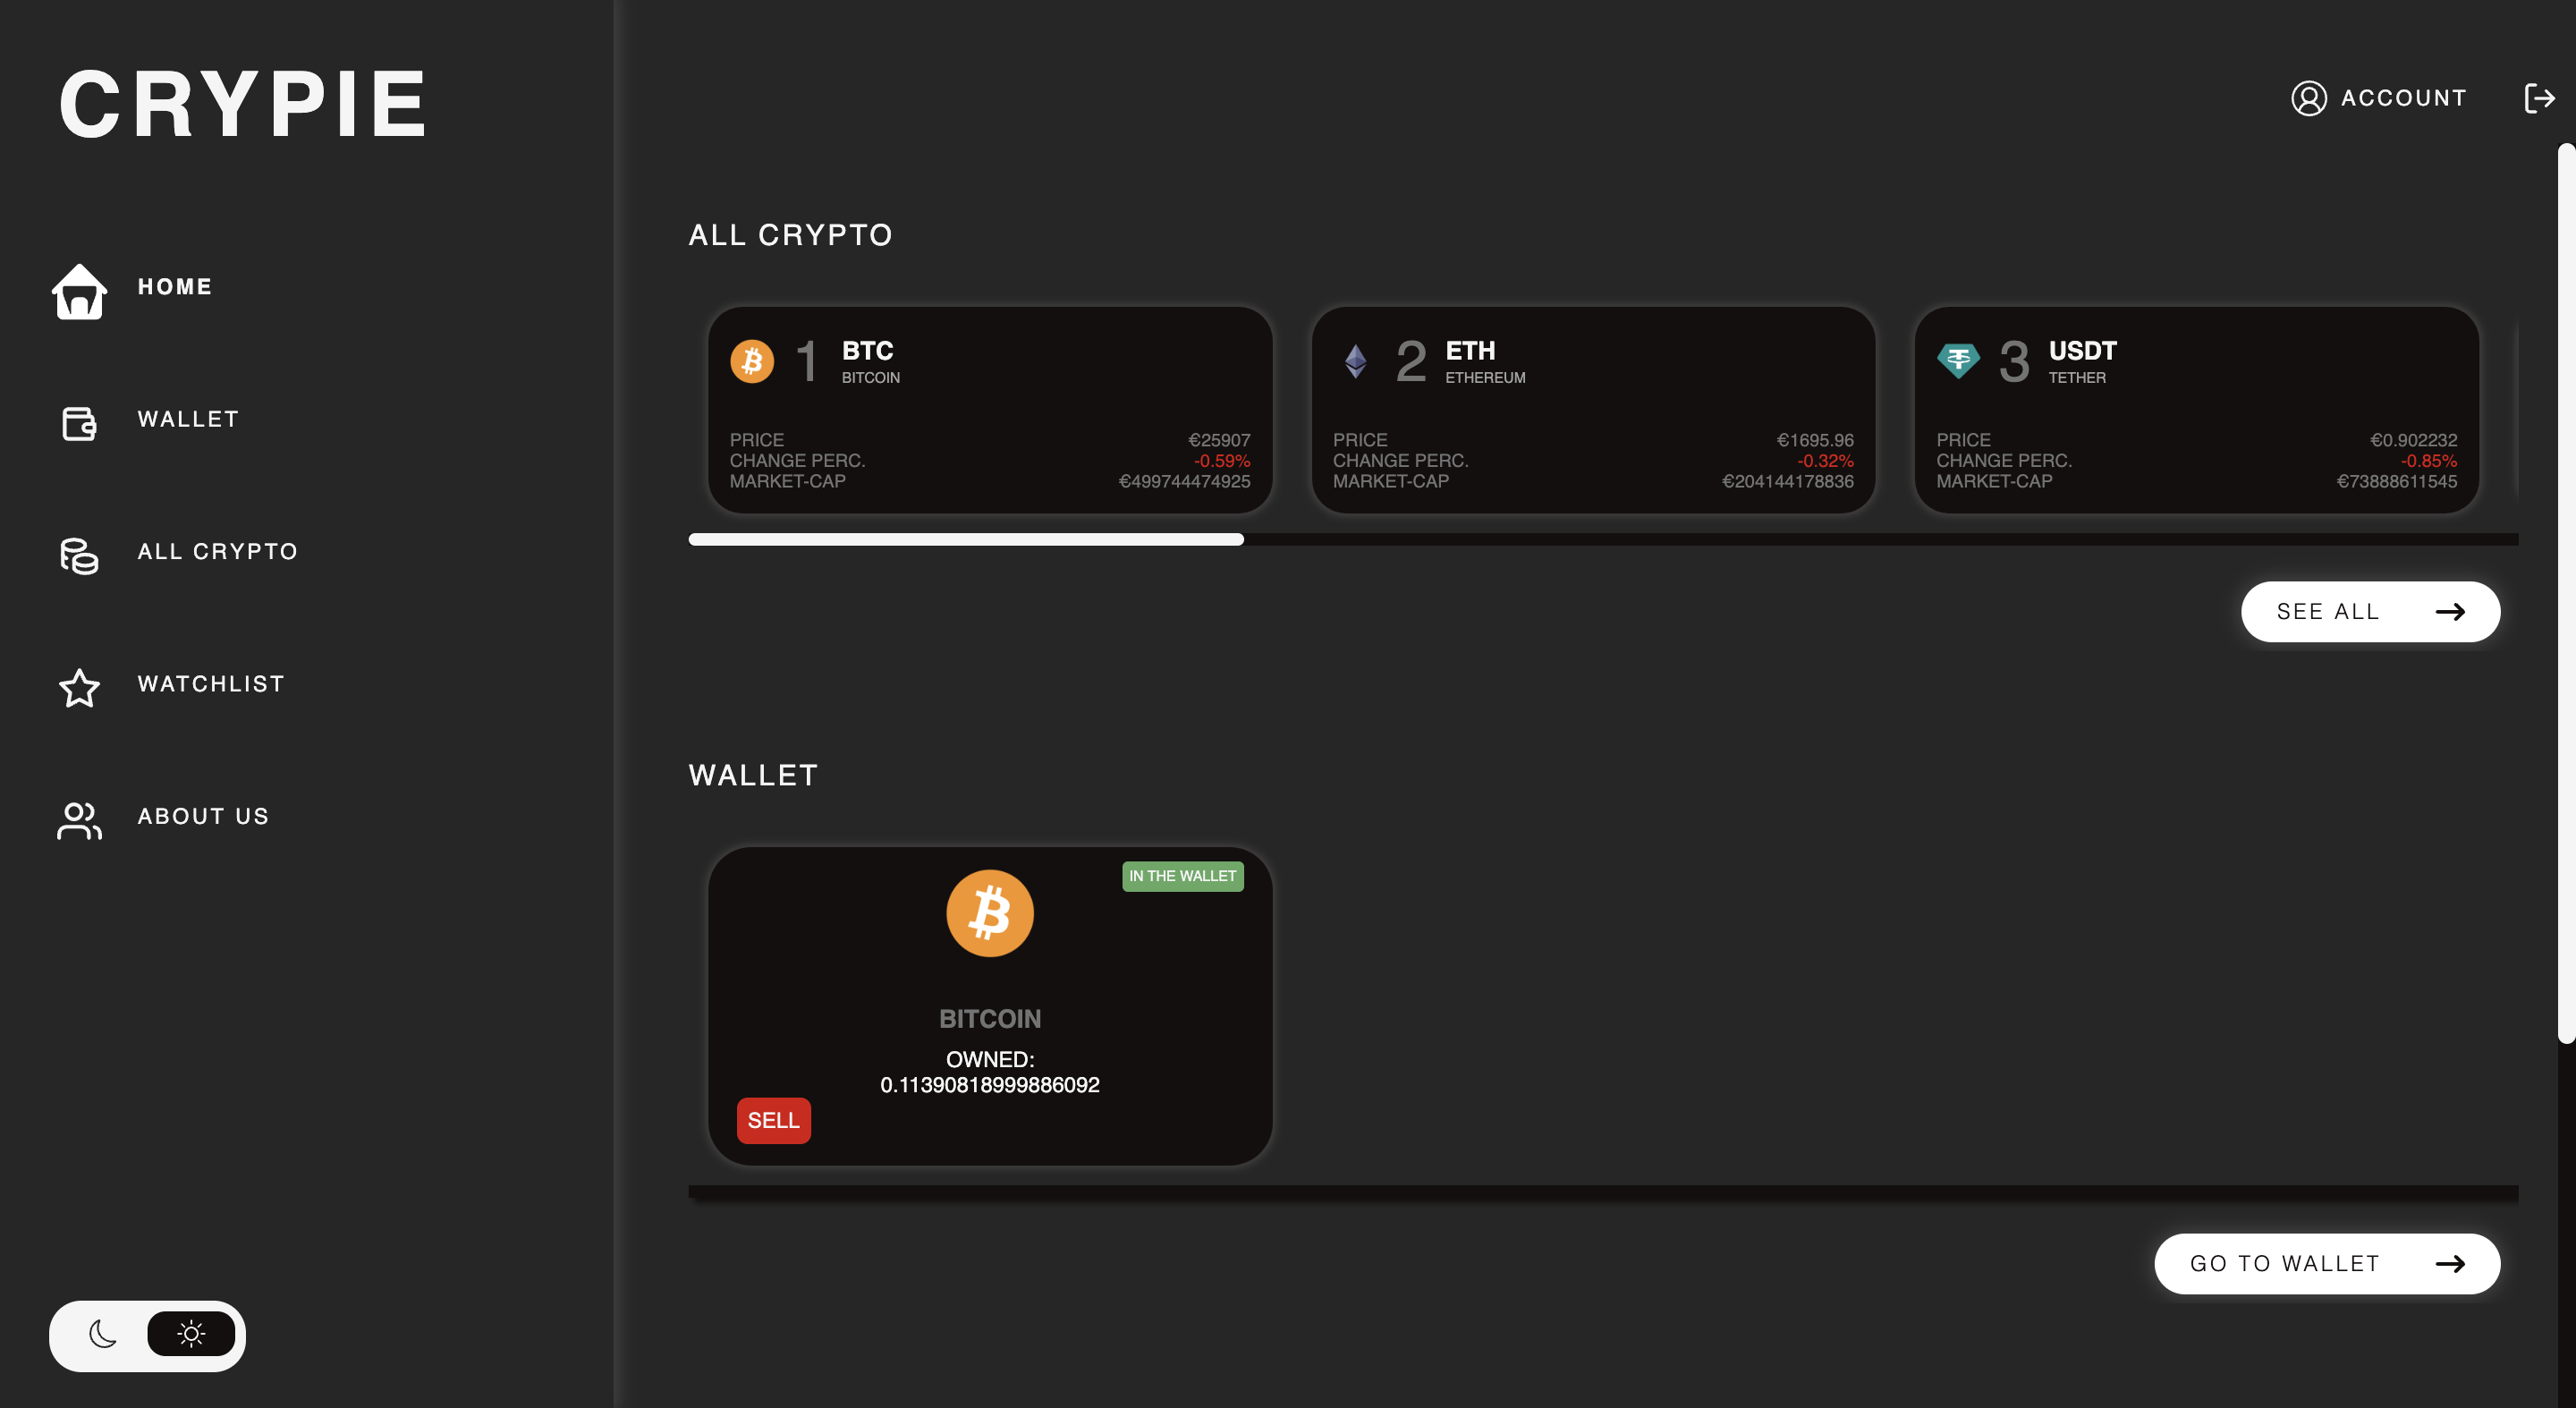 CRYPIE
HOME
WALLET
ALL CRYPTO
WATCHLIST
ABOUT US
ACCOUNT
ALL CRYPTO
1 BTC
BITCOIN
PRICE €25907
CHANGE PERC. -0.59%
MARKET-CAP €499744474925
2 ETH
ETHEREUM
PRICE €1695.96
CHANGE PERC. -0.32%
MARKET-CAP €204144178836
3 USDT
TETHER
PRICE €0.902232
CHANGE PERC. -0.85%
MARKET-CAP €73888611545
SEE ALL
WALLET
IN THE WALLET
BITCOIN
OWNED:
0.11390818999886092
SELL
GO TO WALLET